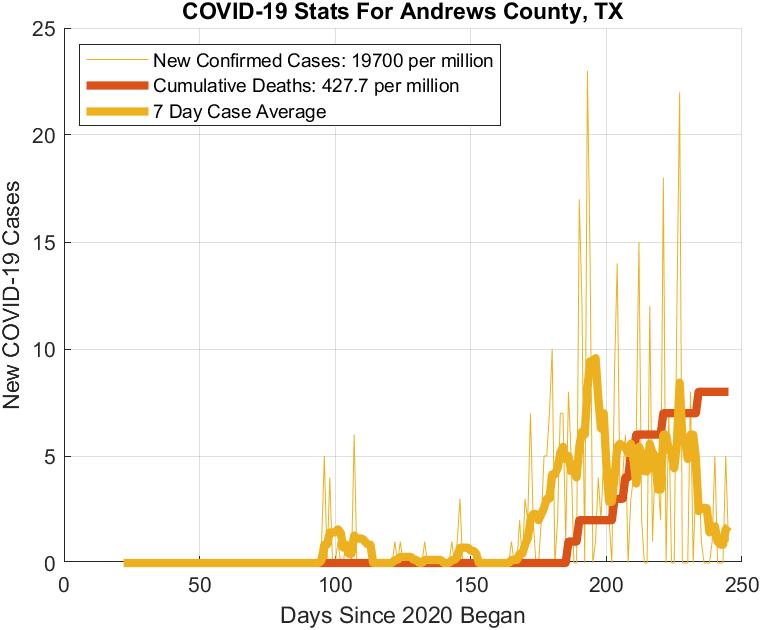 COVID-19 Stats For Andrews County, TX
25
New Confirmed Cases: 19700 per million
Cumulative Deaths: 427.7 per million
7 Day Case Average
20
15
10
5
0
New COVID-19 Cases
0 50 100 150 200 250
Days Since 2020 Began